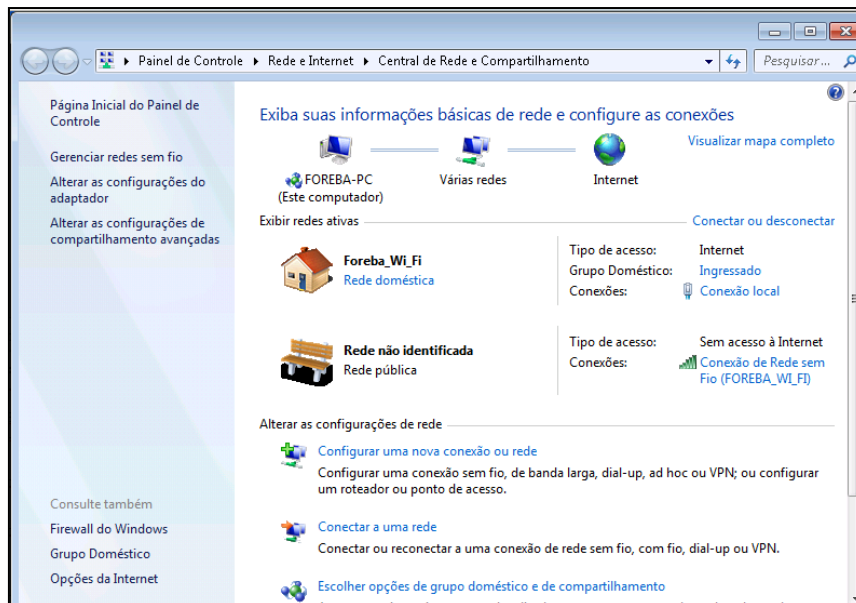 Painel de Controle ▸ Rede e Internet ▸ Central de Rede e Compartilhamento
Pesquisar...
Página Inicial do Painel de
Controle
Gerenciar redes sem fio
Alterar as configurações do
adaptador
Alterar as configurações de
compartilhamento avançadas
Consulte também
Firewall do Windows
Grupo Doméstico
Opções da Internet
Exiba suas informações básicas de rede e configure as conexões
Visualizar mapa completo
FOREBA-PC
(Este computador)
Várias redes
Internet
Exibir redes ativas
Conectar ou desconectar
Foreba_Wi_Fi
Rede doméstica
Tipo de acesso: Internet
Grupo Doméstico: Ingressado
Conexões: Conexão local
Rede não identificada
Rede pública
Tipo de acesso: Sem acesso à Internet
Conexões: Conexão de Rede sem
Fio (FOREBA_WI_FI)
Alterar as configurações de rede
Configurar uma nova conexão ou rede
Configurar uma conexão sem fio, de banda larga, dial-up, ad hoc ou VPN; ou configurar
um roteador ou ponto de acesso.
Conectar a uma rede
Conectar ou reconectar a uma conexão de rede sem fio, com fio, dial-up ou VPN.
Escolher opções de grupo doméstico e de compartilhamento